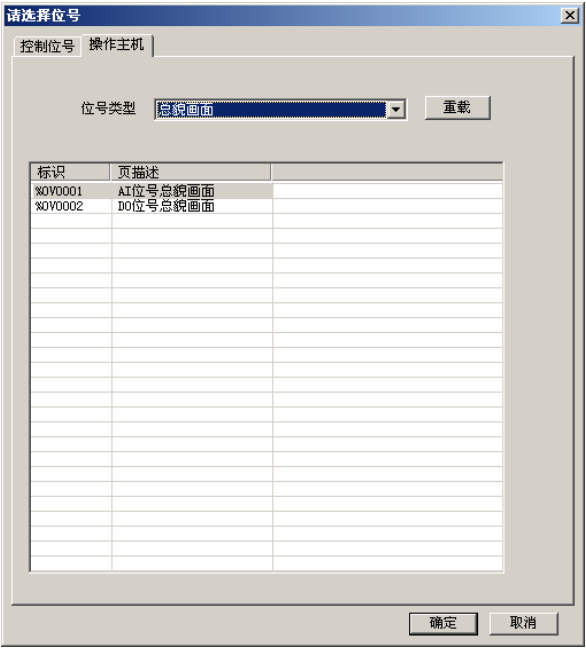 请选择位号
控制位号 操作主机
位号类型 总貌画面 重载
标识 页描述
%OV0001 AI位号总貌画面
%OV0002 DO位号总貌画面
确定 取消